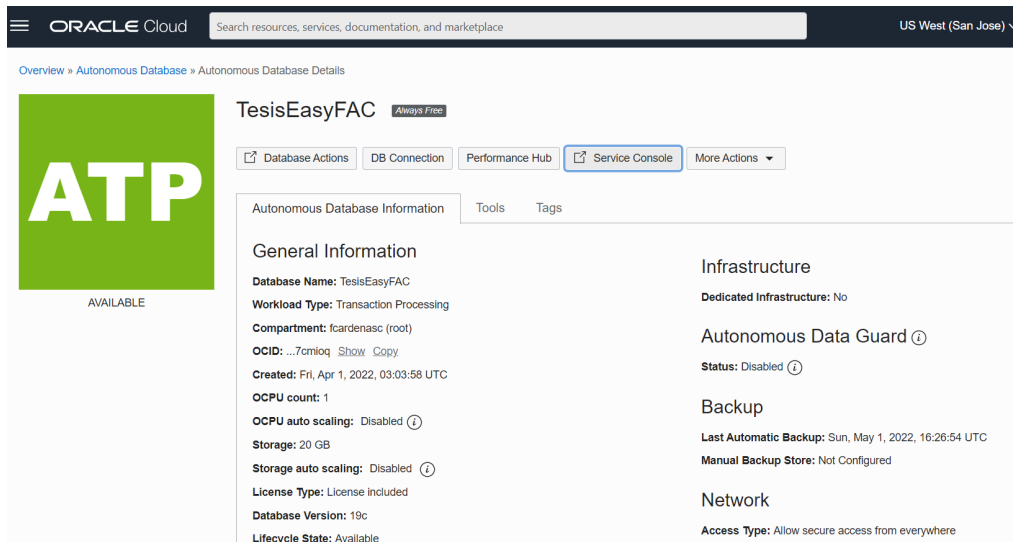 ORACLE Cloud
Search resources, services, documentation, and marketplace
US West (San Jose)
Overview » Autonomous Database » Autonomous Database Details
ATP
AVAILABLE
TesisEasyFAC Always Free
Database Actions DB Connection Performance Hub Service Console More Actions
Autonomous Database Information Tools Tags
General Information
Database Name: TesisEasyFAC
Workload Type: Transaction Processing
Compartment: fcardenasc (root)
OCID: ...7cmioq Show Copy
Created: Fri, Apr 1, 2022, 03:03:58 UTC
OCPU count: 1
OCPU auto scaling: Disabled
Storage: 20 GB
Storage auto scaling: Disabled
License Type: License included
Database Version: 19c
Lifecycle State: Available
Infrastructure
Dedicated Infrastructure: No
Autonomous Data Guard
Status: Disabled
Backup
Last Automatic Backup: Sun, May 1, 2022, 16:26:54 UTC
Manual Backup Store: Not Configured
Network
Access Type: Allow secure access from everywhere